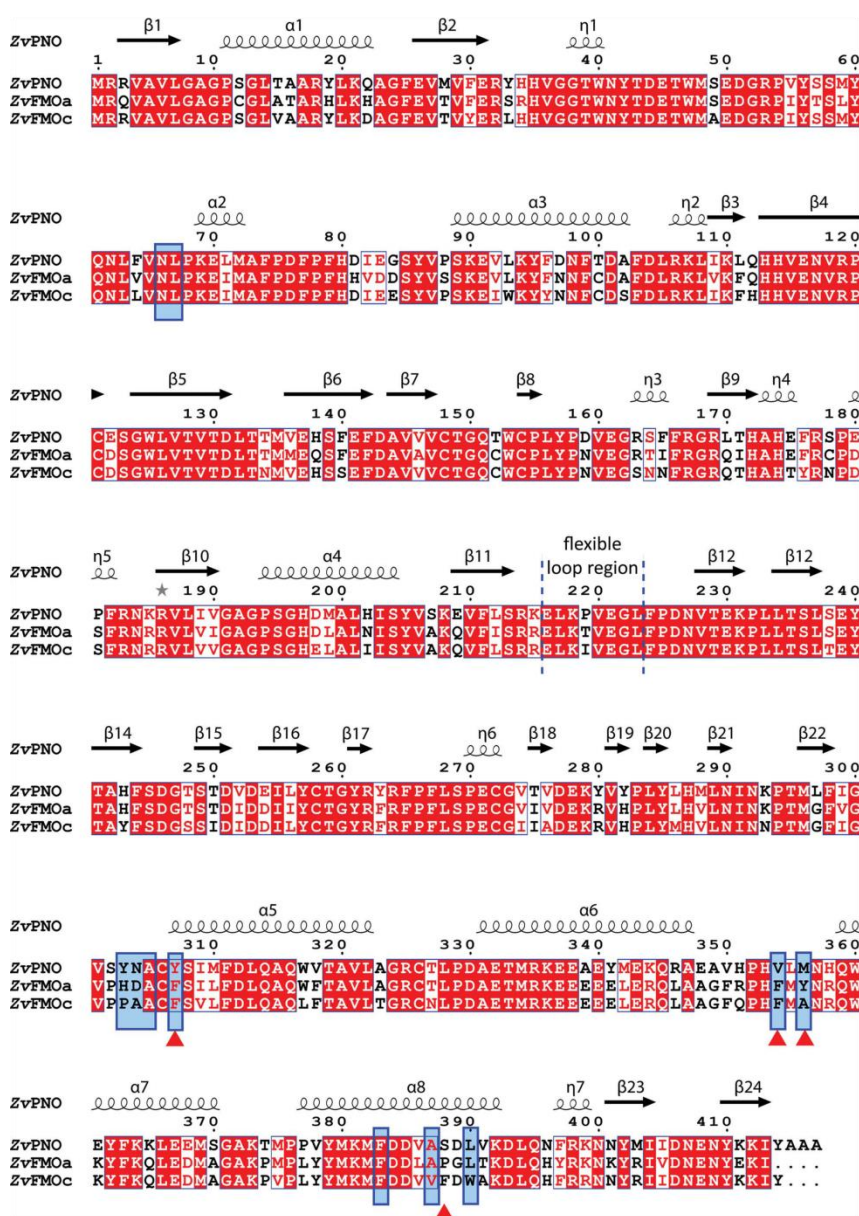 ZvPNO β1 α1 β2 η1
1 10 20 30 40 50 60
ZvPNO MRRVAVLGAGPSGLTAARYLKQAGFEVMVFERYHHVGGTWNYTDETWMSEDGRPVYSSMY
ZvFMOa MRQVAVLGAGPCGLATARHLKHAGFEVTVFERSRHVGGTWNYTDETWMSEDGRPIYTSLY
ZvFMOc MRRVAVLGAGPSGLVAARYLKDAGFEVTVYERLHHVGGTWNYTDETWMAEDGRPIYSSMY
ZvPNO α2 α3 η2 β3 β4
70 80 90 100 110 120
ZvPNO QNLFVNLPKELMAFPDFPFHDIEGSYVPSKEVLKYFDNFTDAFDLRKLIKLQHHVENVRP
ZvFMOa QNLVVNLPKEIMAFPDFPFHHVDDSYVPSKEVLKYFNNFCDAFDLRKLVKFQHHVENVRP
ZvFMOc QNLLVNLPKEIMAFPDFPFHDIEESYVPSKEIWKYYNNFCDSFDLRKLIKFHHHVENVRP
ZvPNO β5 β6 β7 β8 η3 β9 η4
130 140 150 160 170 180
ZvPNO CESGWLVTVTDLTTMVEHSFEFDAVVVCTGQTWCPLYPDVEGRSFFRGRLTHAHEFRSPE
ZvFMOa CDSGWLVTVTDLTTMMEQSFEFDAVAVCTGQCWCPLYPNVEGRTIFRGRQIHAHEFRCPD
ZvFMOc CDSGWLVTVTDLTNMVEHSSEFDAVVVCTGQSWCPLYPNVEGSNNFRGRQTHAHTYRNPD
flexible
loop region
ZvPNO η5 β10 α4 β11 β12 β12
190 200 210 220 230 240
ZvPNO PFRNKRVLIVGAGPSGHDMALHISYVSKEVFLSRKELKPVEGLFPDNVTEKPLLTSLSEY
ZvFMOa SFRNKRVLVIGAGPSGHDLALNISYVAKQVFISRRELKTVEGLFPDNVTEKPLLTSLSEY
ZvFMOc SFRNRRVLVVGAGPSGHELALIISYVAKQVFLSRRELKIVEGLFPDNVTEKPLLTSLTEY
ZvPNO β14 β15 β16 β17 η6 β18 β19 β20 β21 β22
250 260 270 280 290 300
ZvPNO TAHFSDGTSTDVDEILYCTGYRYRFPFLSPECGVTVDEKYVYPLYLHMLNINKPTMLFIG
ZvFMOa TAHFSDGTSTDIDDILYCTGYRFRFPFLSPECGVIVDEKRVHPLYLHVLNINKPTMGFVG
ZvFMOc TAYFSDGSSIDIDDILYCTGYRFRFPFLSPECGIIADEKRVHPLYMHVLNINNPTMGFIG
ZvPNO α5 α6
310 320 330 340 350 360
ZvPNO VSYNACYSIMFDLQAQWVTAVLAGRCTLPDAETMRKEEAEYMEKQRAEAVHPHVLMNHQW
ZvFMOa VPHDACFSILFDLQAQWFTAVLAGRCTLPDAETMRKEEEEELERQLAAGFRPHFMYNRQW
ZvFMOc VPPAACFSVLFDLQAQLFTAVLTGRCNLPDAETMRKEEEELERQLAAGFQPHFMANRQW
ZvPNO α7 α8 η7 β23 β24
370 380 390 400 410
ZvPNO EYFKKLEEMSGAKTMPPVYMKMFDDVASDLVKDLQNFRKNNYMIIDNENYKKIYAAA
ZvFMOa KYFKQLEDMAGAKPMPLYYMKMFDDLAPGLTKDLQHYRKNKYRIVDNENYKKIY....
ZvFMOc KYFKQLEDMAGAKPVPLYYMKMFDDVVFDWAKDLQHFRRNNYRIIDNENYKKIY....